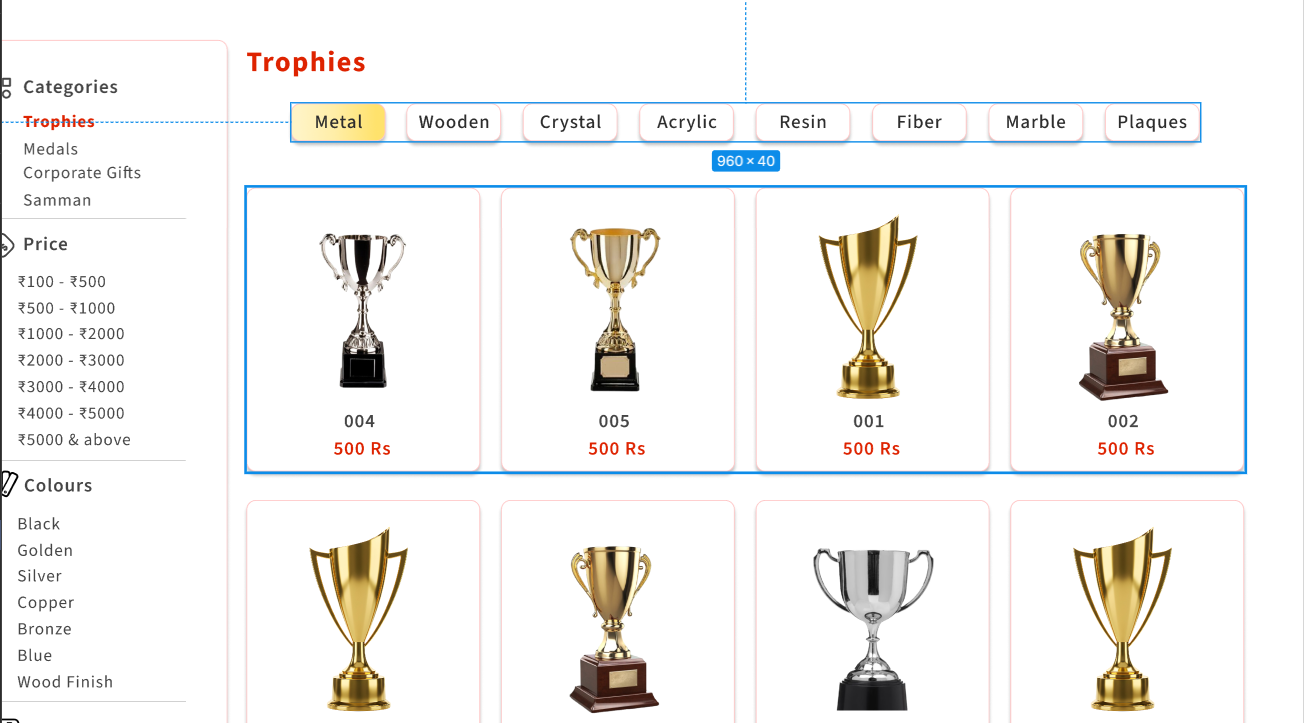 Trophies
Categories
Trophies
Medals
Corporate Gifts
Samman
Price
₹100 - ₹500
₹500 - ₹1000
₹1000 - ₹2000
₹2000 - ₹3000
₹3000 - ₹4000
₹4000 - ₹5000
₹5000 & above
Colours
Black
Golden
Silver
Copper
Bronze
Blue
Wood Finish
Metal Wooden Crystal Acrylic Resin Fiber Marble Plaques
960 × 40
004 005 001 002
500 Rs 500 Rs 500 Rs 500 Rs